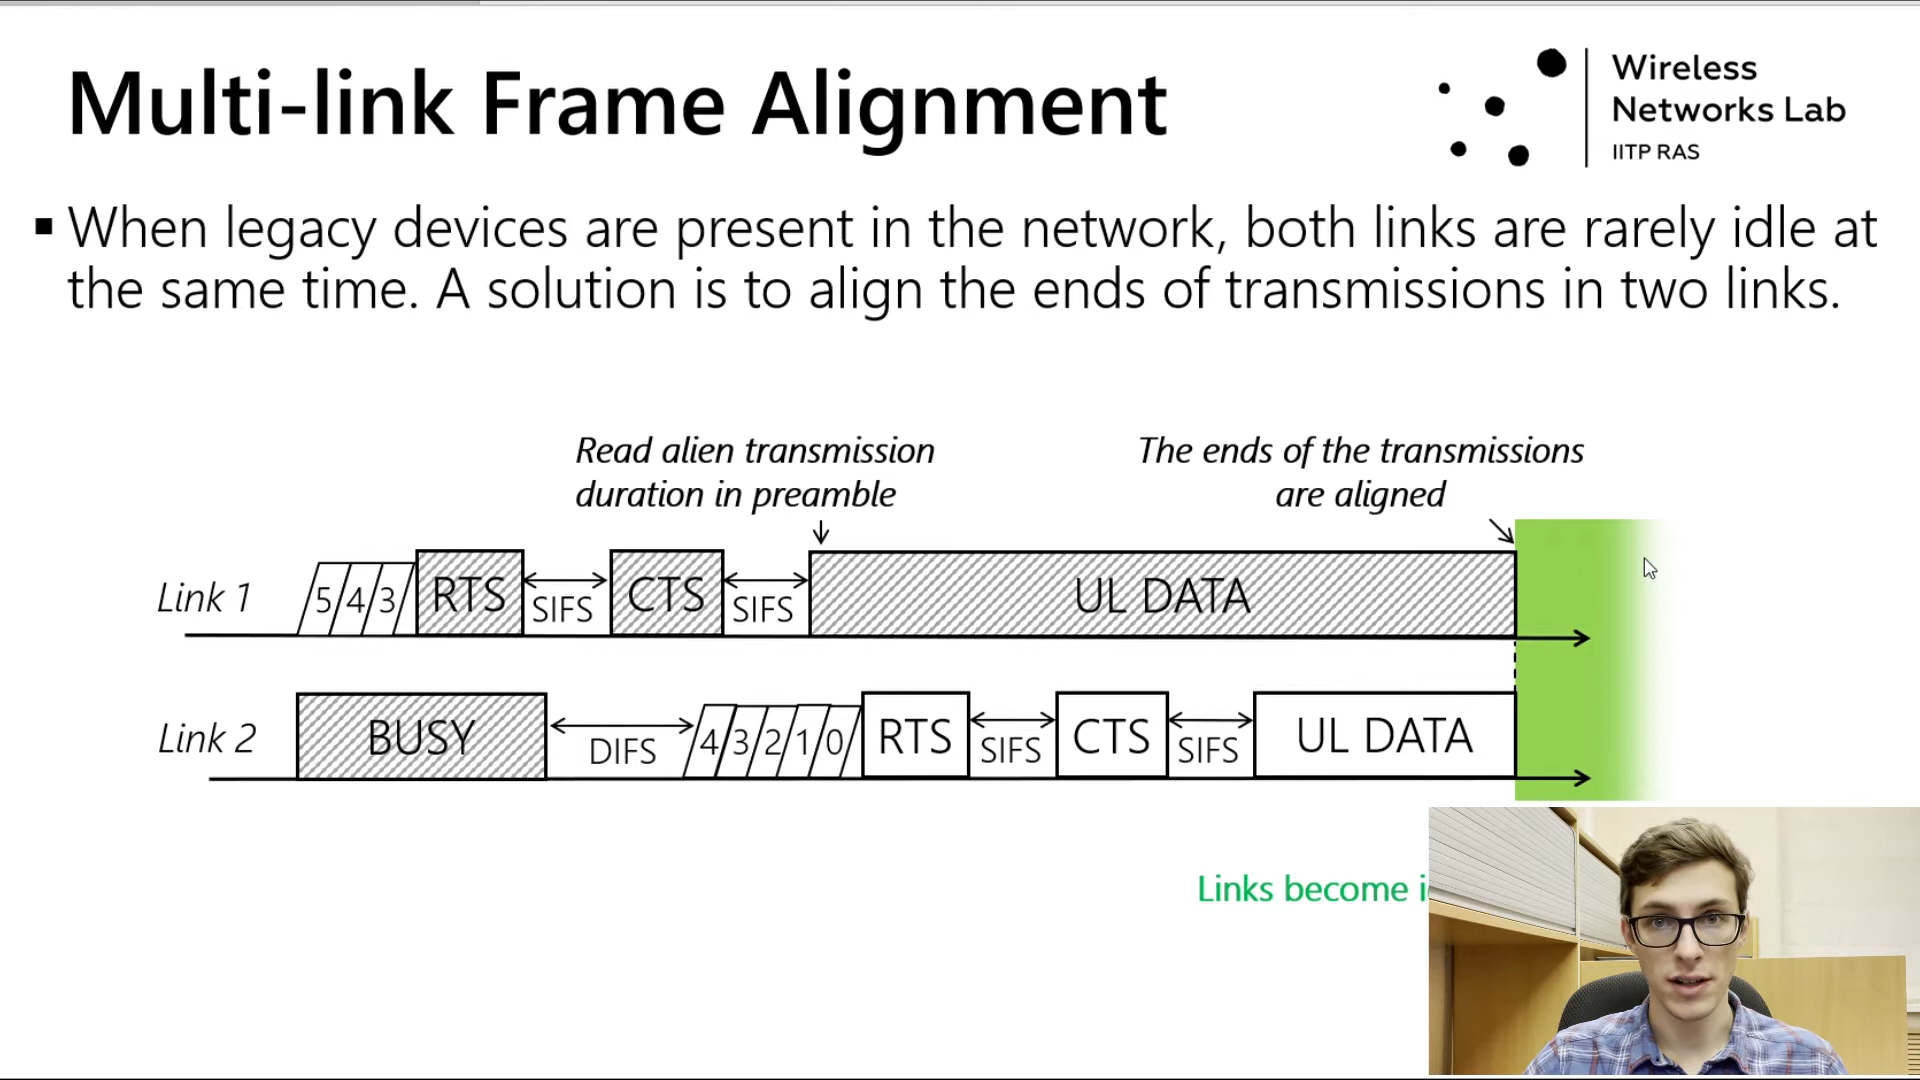 Multi-link Frame Alignment
Wireless
Networks Lab
IITP RAS
When legacy devices are present in the network, both links are rarely idle at
the same time. A solution is to align the ends of transmissions in two links.
Read alien transmission
duration in preamble
The ends of the transmissions
are aligned
Link 1 5 4 3 RTS SIFS CTS SIFS UL DATA
Link 2 BUSY DIFS 4 3 2 1 0 RTS SIFS CTS SIFS UL DATA
Links become